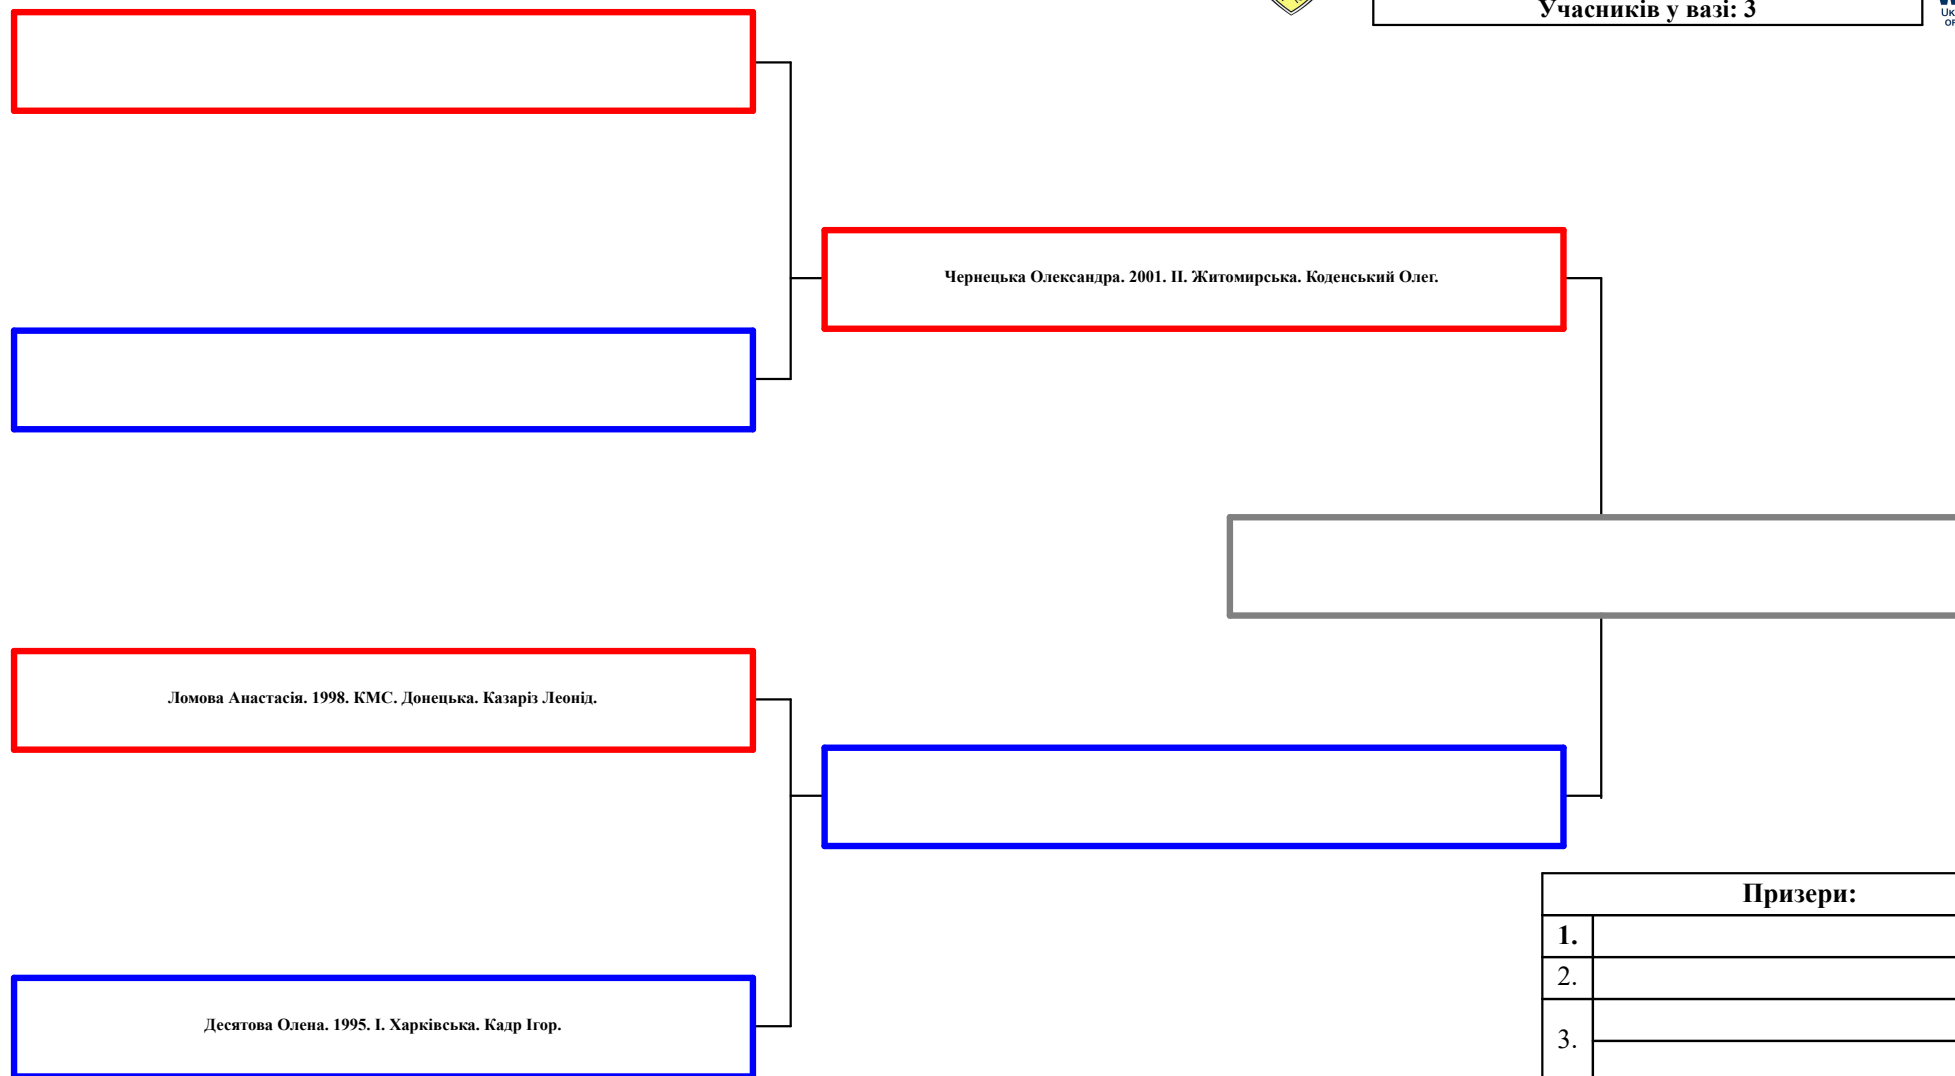 Учасників у вазі: 3
Чернецька Олександра. 2001. II. Житомирська. Коденський Олег.
Ломова Анастасія. 1998. КМС. Донецька. Казаріз Леонід.
Десятова Олена. 1995. I. Харківська. Кадр Ігор.
Призери:
1.
2.
3.